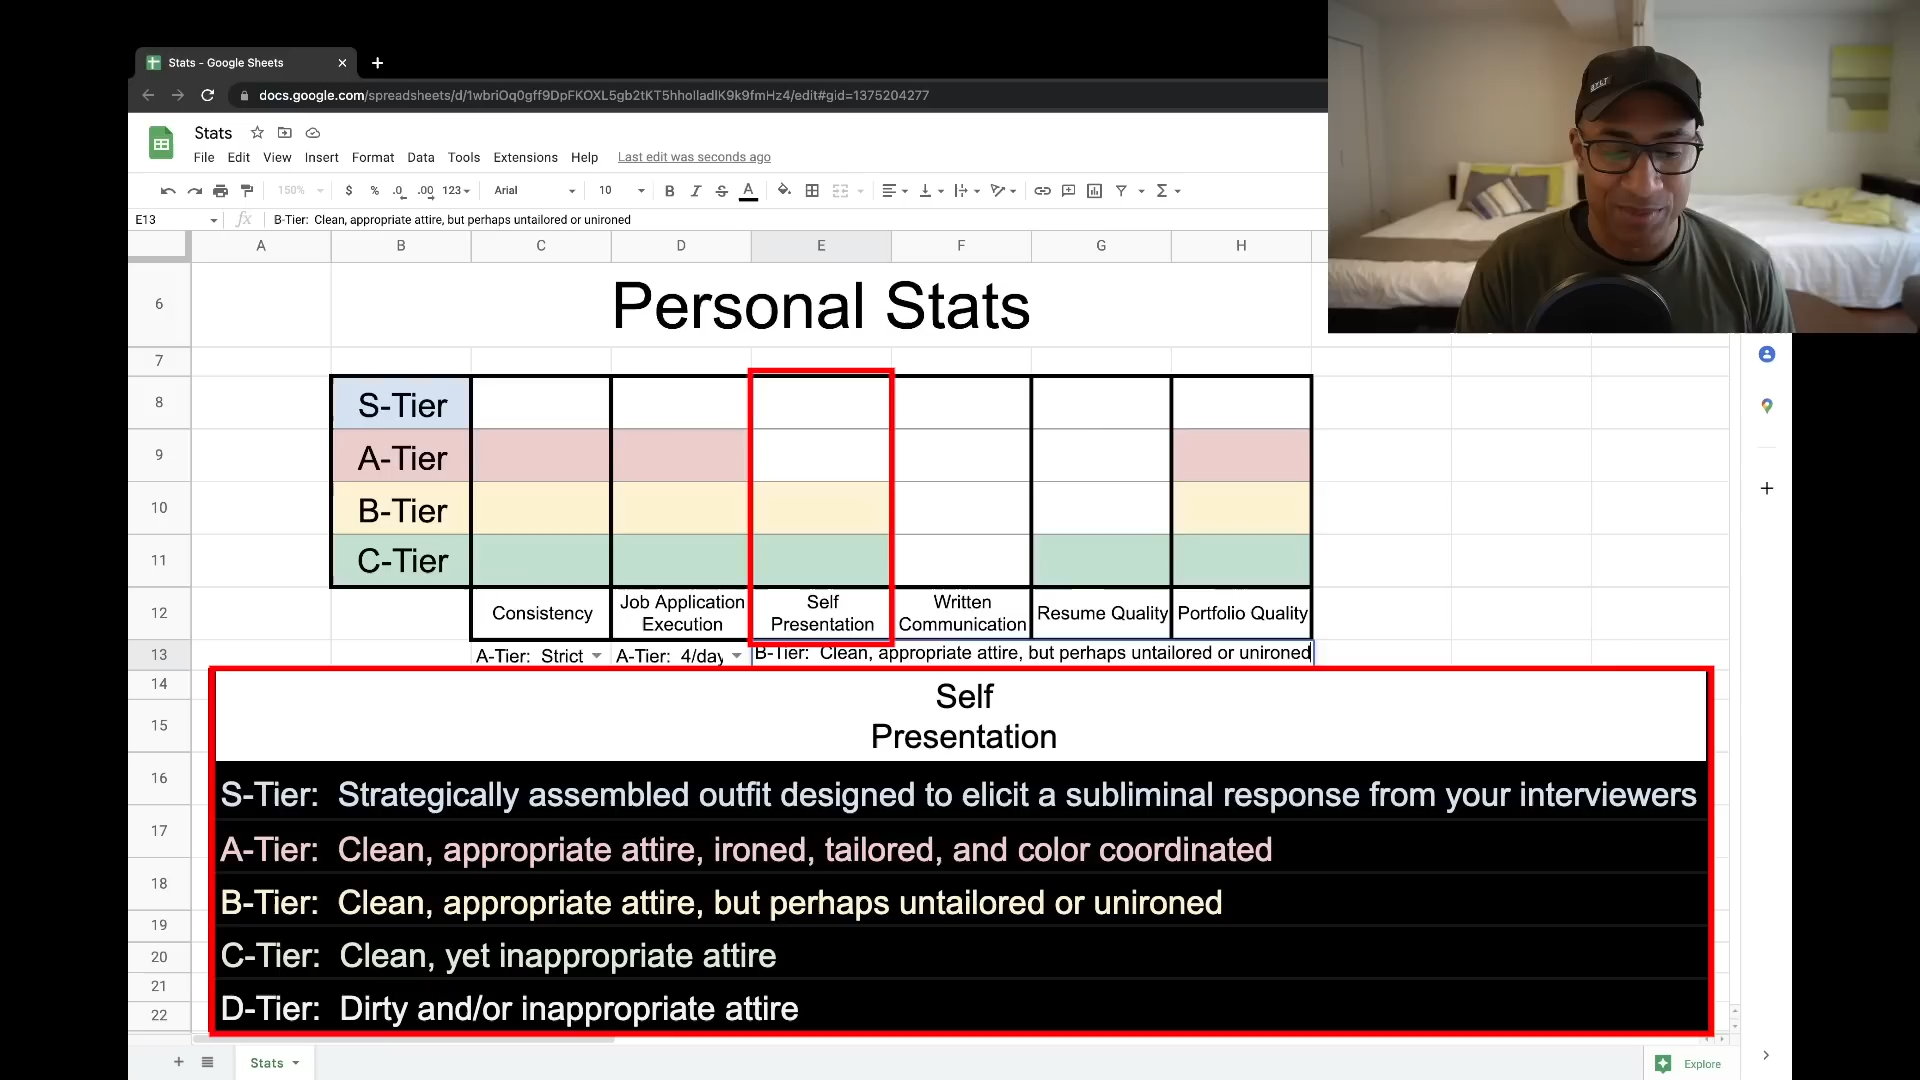 Stats - Google Sheets
docs.google.com/spreadsheets/d/1wbriOq0gff9DpFKOXL5gb2tKT5hholladlK9k9fmHz4/edit#gid=1375204277
Stats
File Edit View Insert Format Data Tools Extensions Help Last edit was seconds ago
150% $ % .0 .00 123 Arial 10 B I S A
E13 fx B-Tier: Clean, appropriate attire, but perhaps untailored or unironed
A B C D E F G H
6 Personal Stats
7
8 S-Tier
9 A-Tier
10 B-Tier
11 C-Tier
12 Consistency Job Application Execution Self Presentation Written Communication Resume Quality Portfolio Quality
13 A-Tier: Strict A-Tier: 4/day B-Tier: Clean, appropriate attire, but perhaps untailored or unironed
14 Self
15 Presentation
16 S-Tier: Strategically assembled outfit designed to elicit a subliminal response from your interviewers
17 A-Tier: Clean, appropriate attire, ironed, tailored, and color coordinated
18 B-Tier: Clean, appropriate attire, but perhaps untailored or unironed
19
20 C-Tier: Clean, yet inappropriate attire
21
22 D-Tier: Dirty and/or inappropriate attire
Stats
Explore